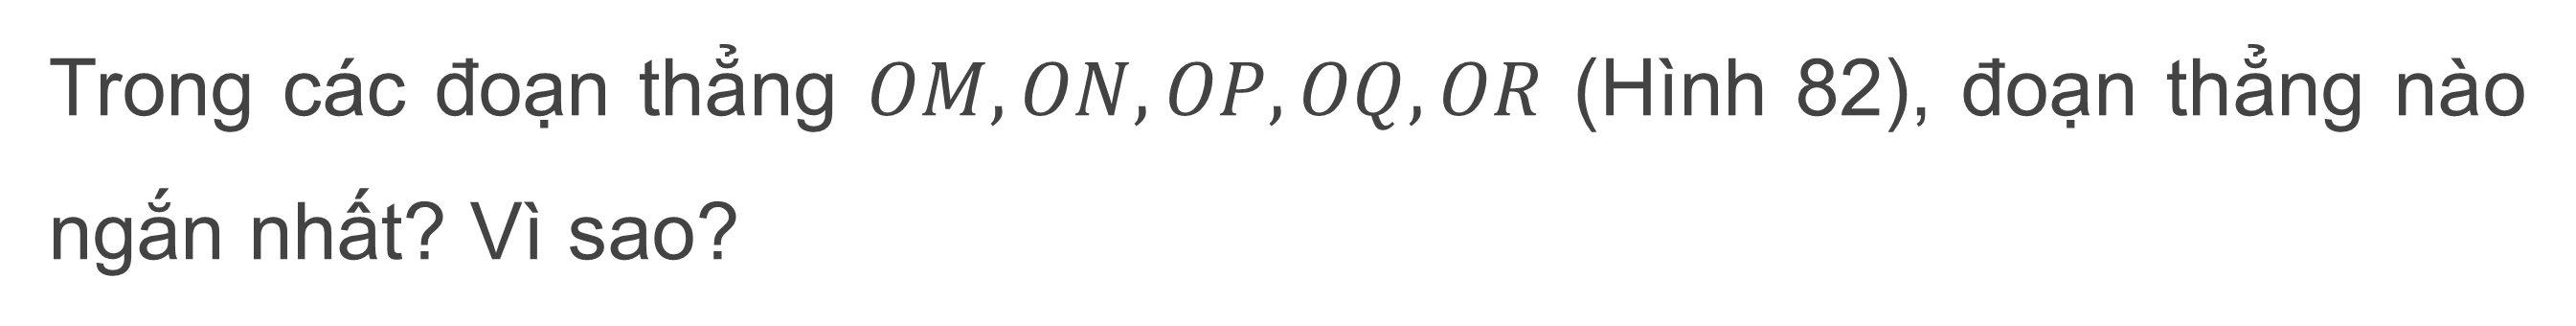 Trong các đoạn thẳng OM, ON, OP, OQ, OR (Hình 82), đoạn thẳng nào
ngắn nhất? Vì sao?